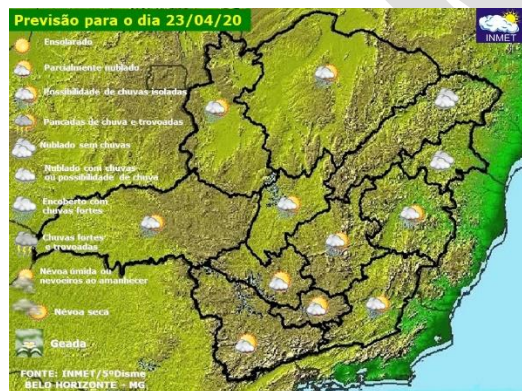 Previsão para o dia 23/04/20
INMET
Ensolarado
Parcialmente nublado
Possibilidade de chuvas isoladas
Pancadas de chuva e trovoadas
Nublado sem chuvas
Nublado com chuvas
ou possibilidade de chuva
Encoberto com
chuvas fortes
Chuvas fortes
e trovoadas
Névoa úmida ou
nevoeiros ao amanhecer
Névoa seca
Geada
FONTE: INMET/5ºDisme
BELO HORIZONTE - MG